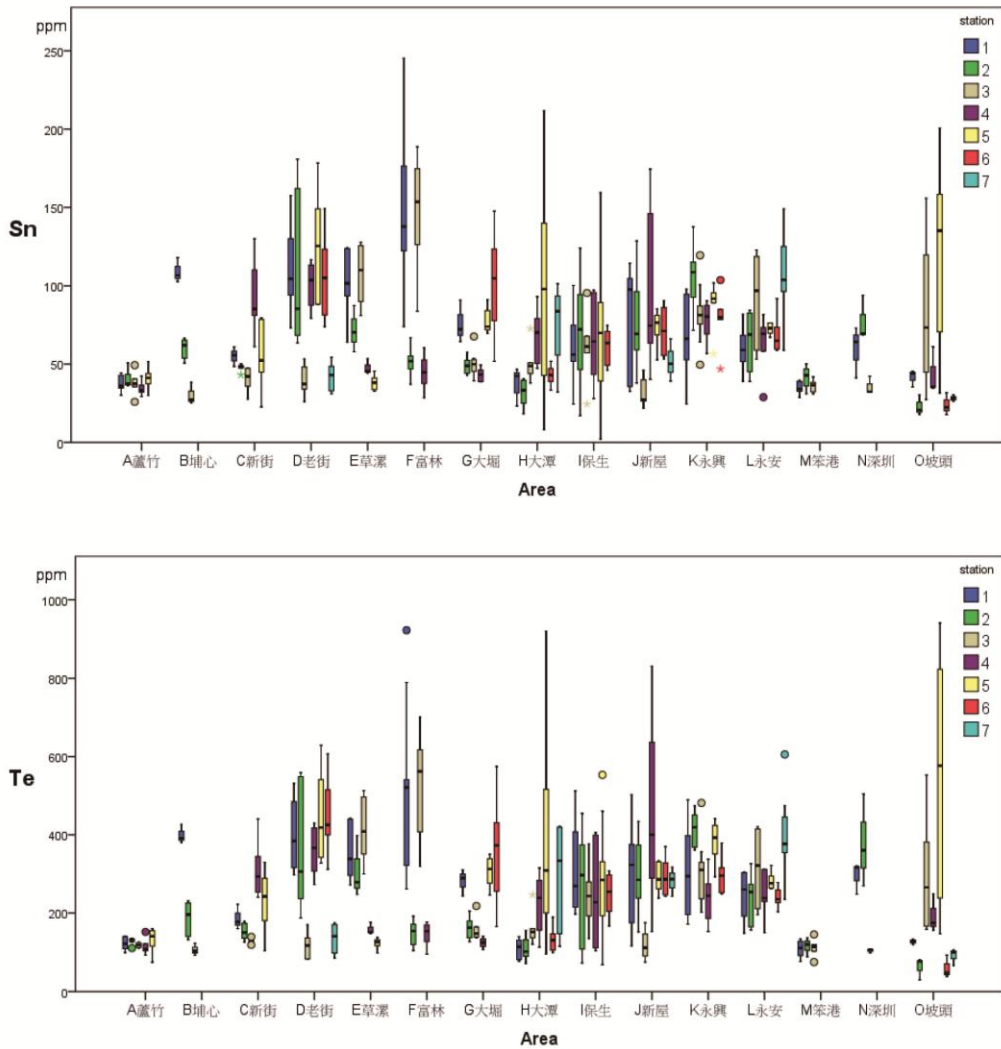 ppm
station
250
1
2
200
3
4
5
150
6
Sn
7
100
50
0
A蘆竹 B埔心 C新街 D老街 E草漯 F富林 G大堀 H大潭 I保生 J新屋 K永興 L永安 M笨港 N深圳 O坡頭
Area
ppm
station
1000
1
2
3
800
4
5
6
Te
600
7
400
200
0
A蘆竹 B埔心 C新街 D老街 E草漯 F富林 G大堀 H大潭 I保生 J新屋 K永興 L永安 M笨港 N深圳 O坡頭
Area